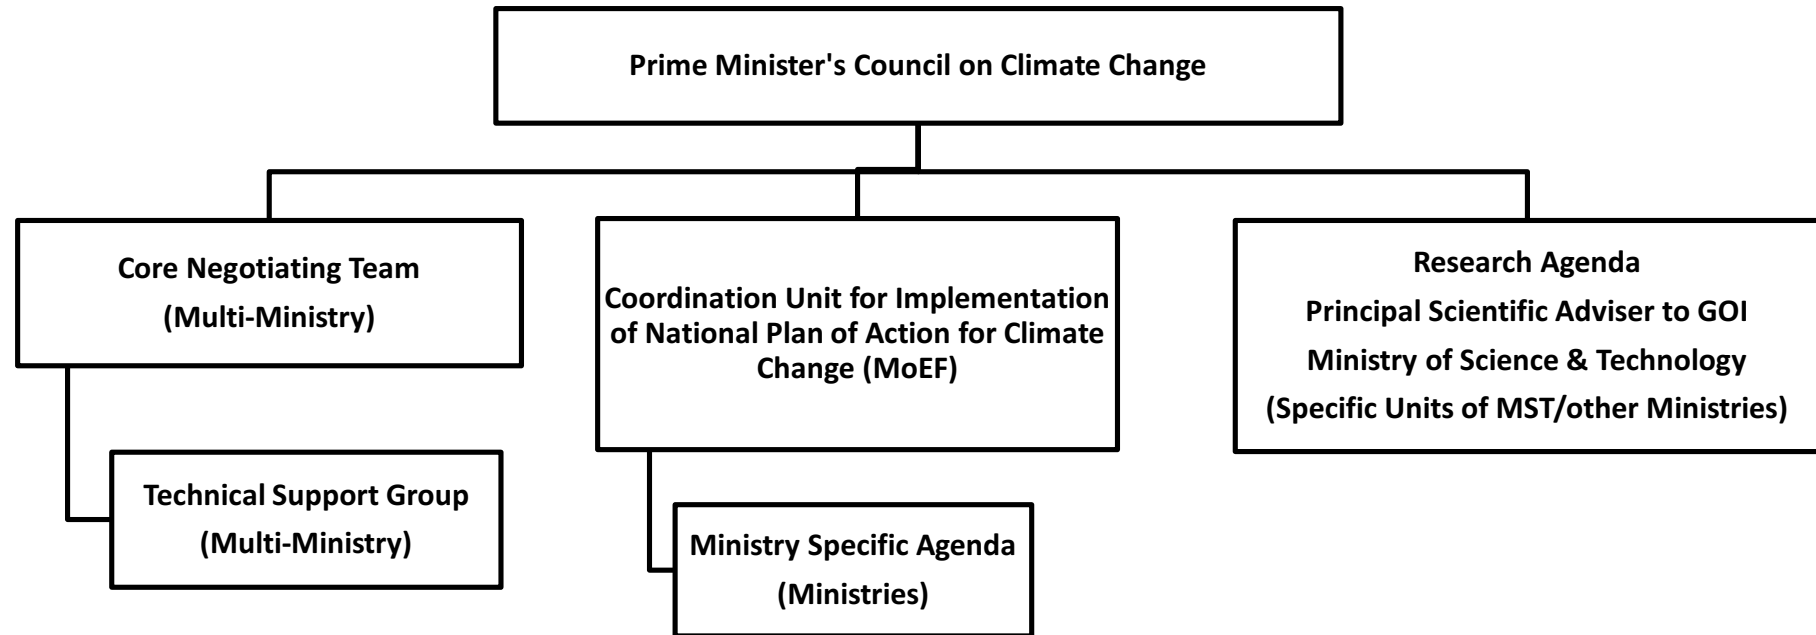 Prime Minister's Council on Climate Change
Core Negotiating Team
(Multi-Ministry)
Technical Support Group
(Multi-Ministry)
Coordination Unit for Implementation
of National Plan of Action for Climate
Change (MoEF)
Ministry Specific Agenda
(Ministries)
Research Agenda
Principal Scientific Adviser to GOI
Ministry of Science & Technology
(Specific Units of MST/other Ministries)